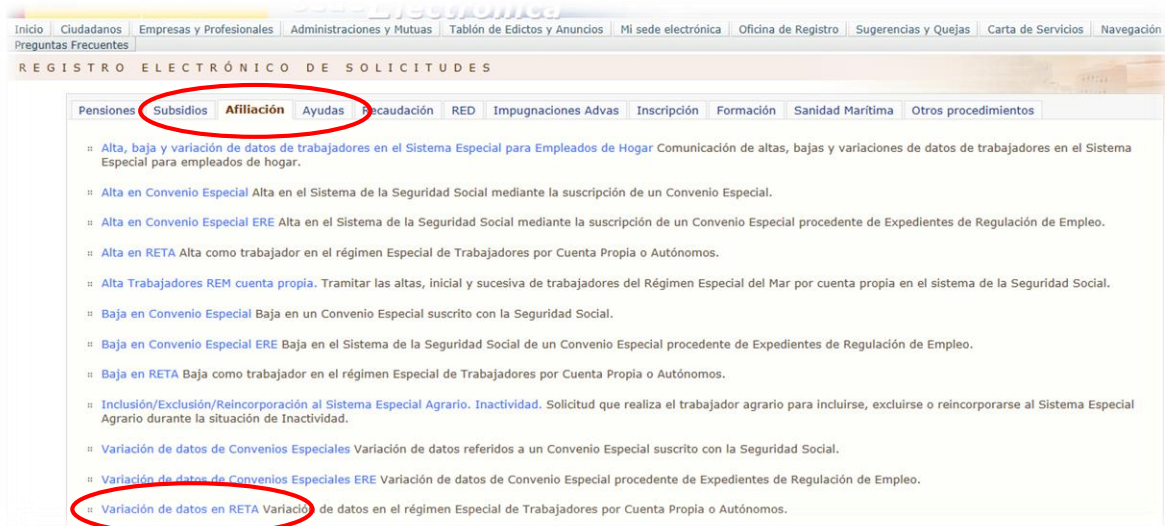 Electrónica
Inicio Ciudadanos Empresas y Profesionales Administraciones y Mutuas Tablón de Edictos y Anuncios Mi sede electrónica Oficina de Registro Sugerencias y Quejas Carta de Servicios Navegación
Preguntas Frecuentes
REGISTRO ELECTRÓNICO DE SOLICITUDES
Pensiones Subsidios Afiliación Ayudas Recaudación RED Impugnaciones Advas Inscripción Formación Sanidad Marítima Otros procedimientos
Alta, baja y variación de datos de trabajadores en el Sistema Especial para Empleados de Hogar Comunicación de altas, bajas y variaciones de datos de trabajadores en el Sistema
Especial para empleados de hogar.
Alta en Convenio Especial Alta en el Sistema de la Seguridad Social mediante la suscripción de un Convenio Especial.
Alta en Convenio Especial ERE Alta en el Sistema de la Seguridad Social mediante la suscripción de un Convenio Especial procedente de Expedientes de Regulación de Empleo.
Alta en RETA Alta como trabajador en el régimen Especial de Trabajadores por Cuenta Propia o Autónomos.
Alta Trabajadores REM cuenta propia. Tramitar las altas, inicial y sucesiva de trabajadores del Régimen Especial del Mar por cuenta propia en el sistema de la Seguridad Social.
Baja en Convenio Especial Baja en un Convenio Especial suscrito con la Seguridad Social.
Baja en Convenio Especial ERE Baja en el Sistema de la Seguridad Social de un Convenio Especial procedente de Expedientes de Regulación de Empleo.
Baja en RETA Baja como trabajador en el régimen Especial de Trabajadores por Cuenta Propia o Autónomos.
Inclusión/Exclusión/Reincorporación al Sistema Especial Agrario. Inactividad. Solicitud que realiza el trabajador agrario para incluirse, excluirse o reincorporarse al Sistema Especial
Agrario durante la situación de Inactividad.
Variación de datos de Convenios Especiales Variación de datos referidos a un Convenio Especial suscrito con la Seguridad Social.
Variación de datos de Convenios Especiales ERE Variación de datos de Convenio Especial procedente de Expedientes de Regulación de Empleo.
Variación de datos en RETA Variación de datos en el régimen Especial de Trabajadores por Cuenta Propia o Autónomos.